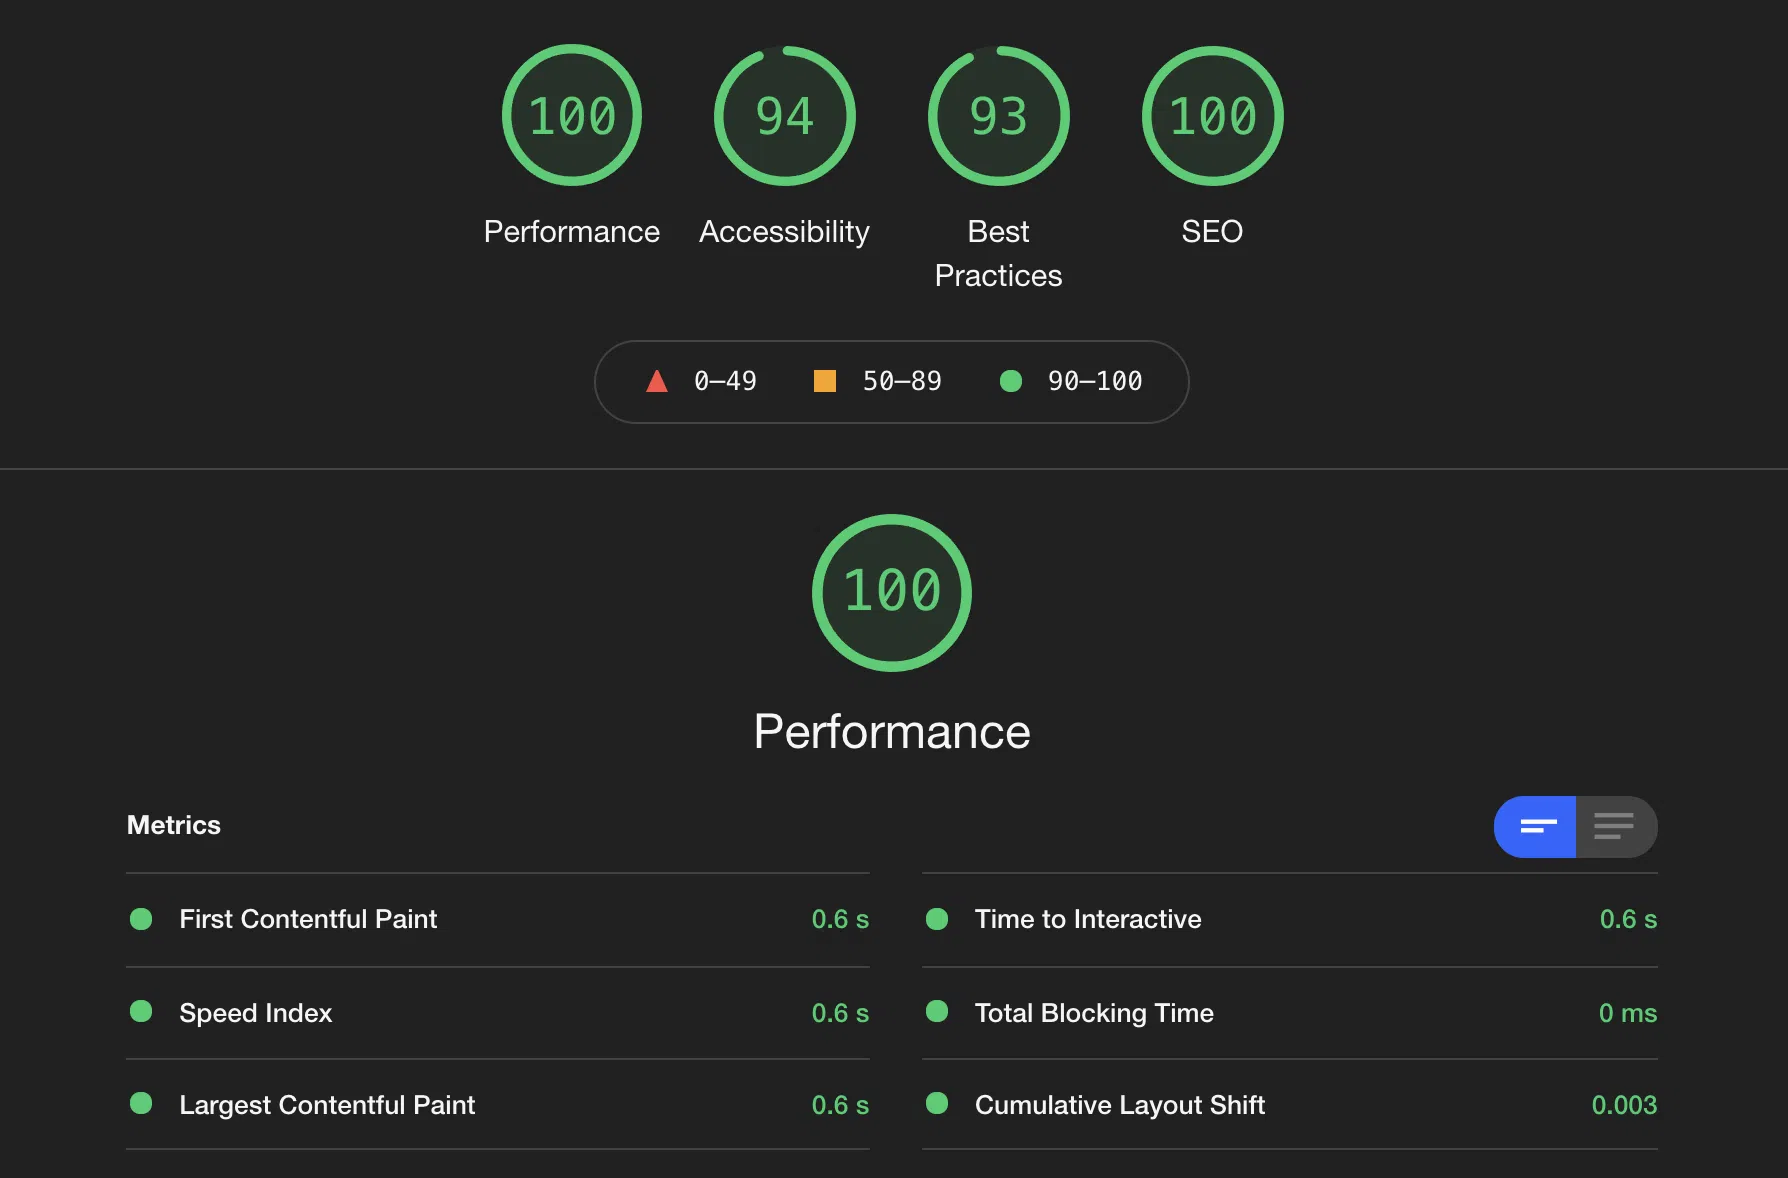 100 94 93 100
Performance Accessibility Best Practices SEO
0–49 50–89 90–100
100
Performance
Metrics
First Contentful Paint 0.6 s
Time to Interactive 0.6 s
Speed Index 0.6 s
Total Blocking Time 0 ms
Largest Contentful Paint 0.6 s
Cumulative Layout Shift 0.003